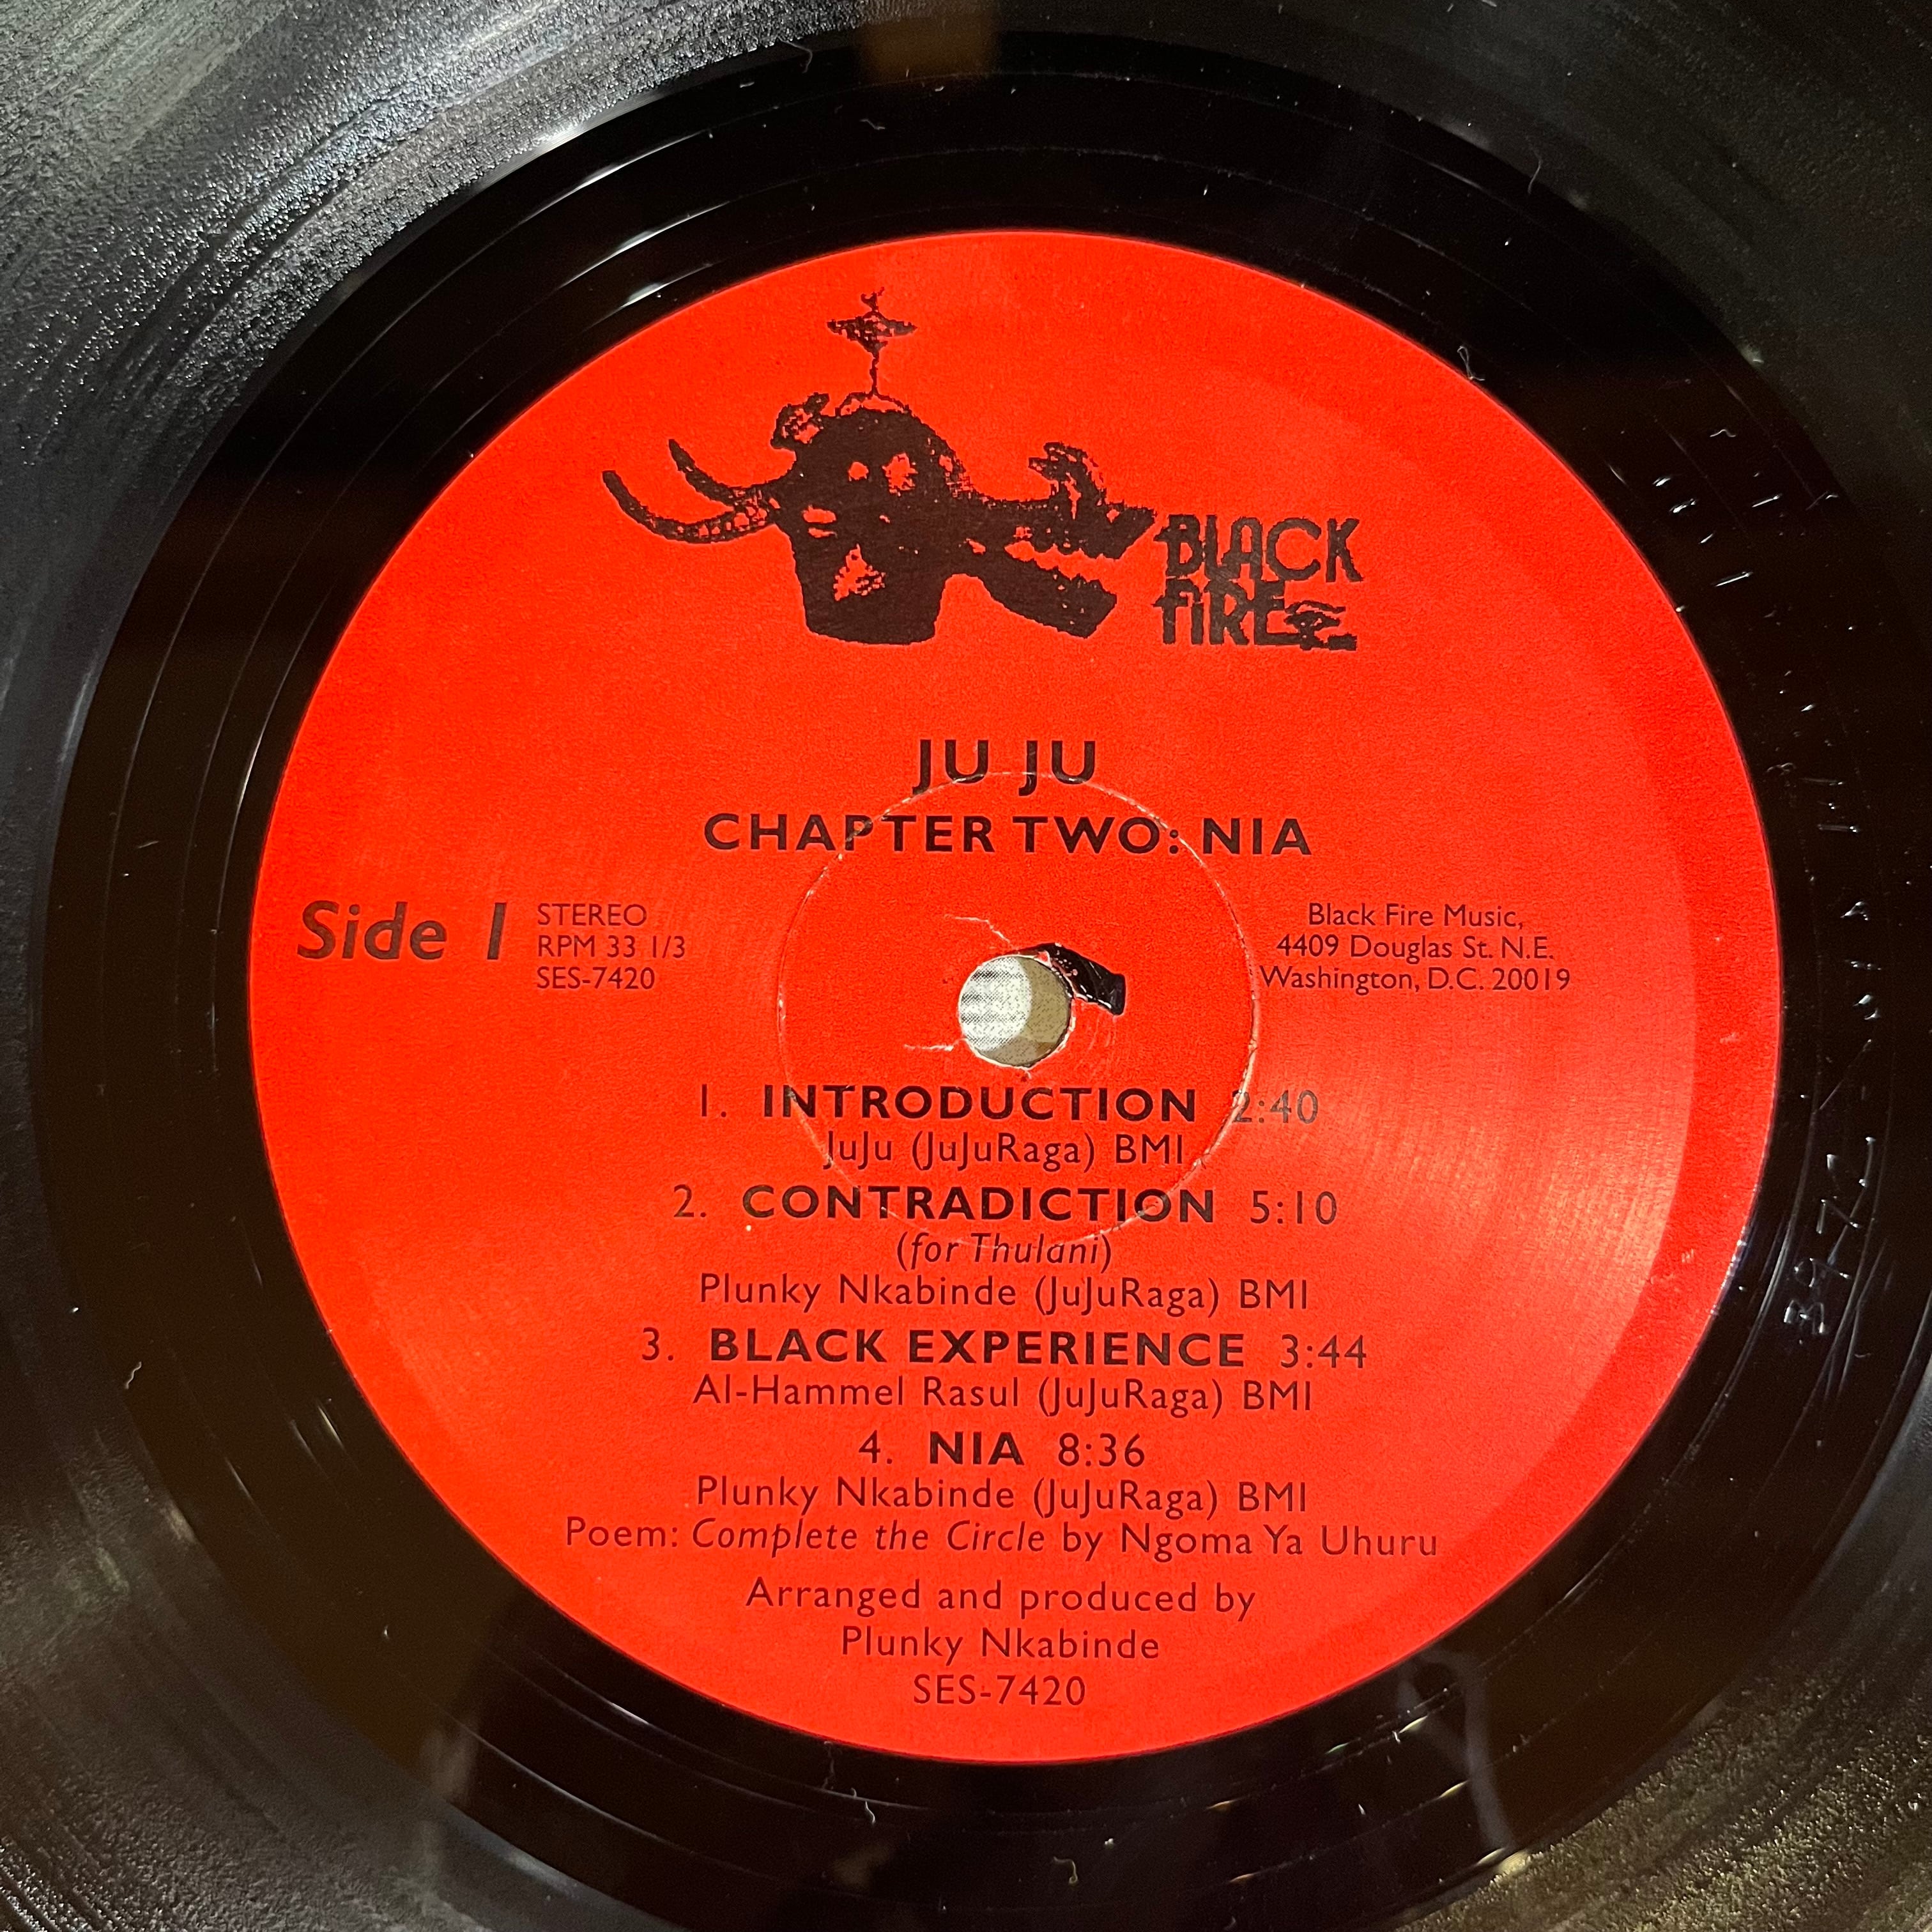 BLACK
FIRE
JU JU
CHAPTER TWO: NIA
Side 1
STEREO
RPM 33 1/3
SES-7420
Black Fire Music,
4409 Douglas St. N.E.
Washington, D.C. 20019
1. INTRODUCTION 2:40
JuJu (JuJuRaga) BMI
2. CONTRADICTION 5:10
(for Thulani)
Plunky Nkabinde (JuJuRaga) BMI
3. BLACK EXPERIENCE 3:44
Al-Hammel Rasul (JuJuRaga) BMI
4. NIA 8:36
Plunky Nkabinde (JuJuRaga) BMI
Poem: Complete the Circle by Ngoma Ya Uhuru
Arranged and produced by
Plunky Nkabinde
SES-7420